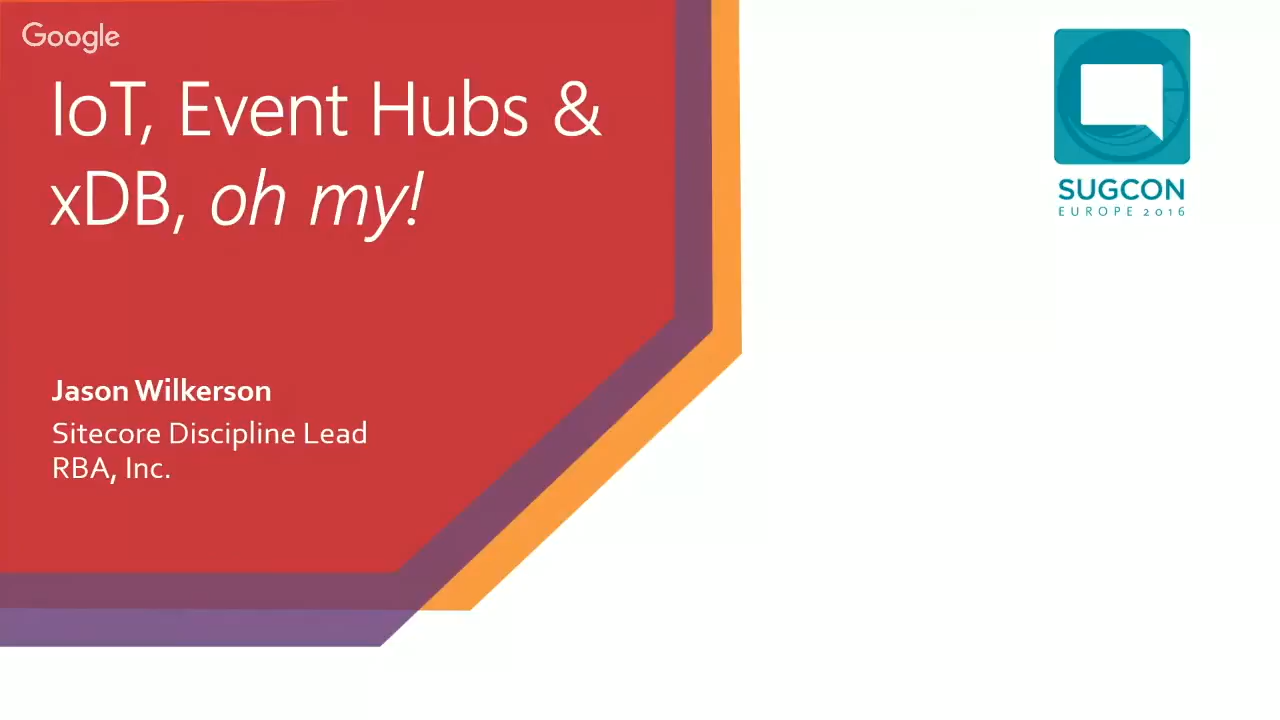 Google
IoT, Event Hubs &
xDB, oh my!
Jason Wilkerson
Sitecore Discipline Lead
RBA, Inc.
SUGCON
EUROPE 2016